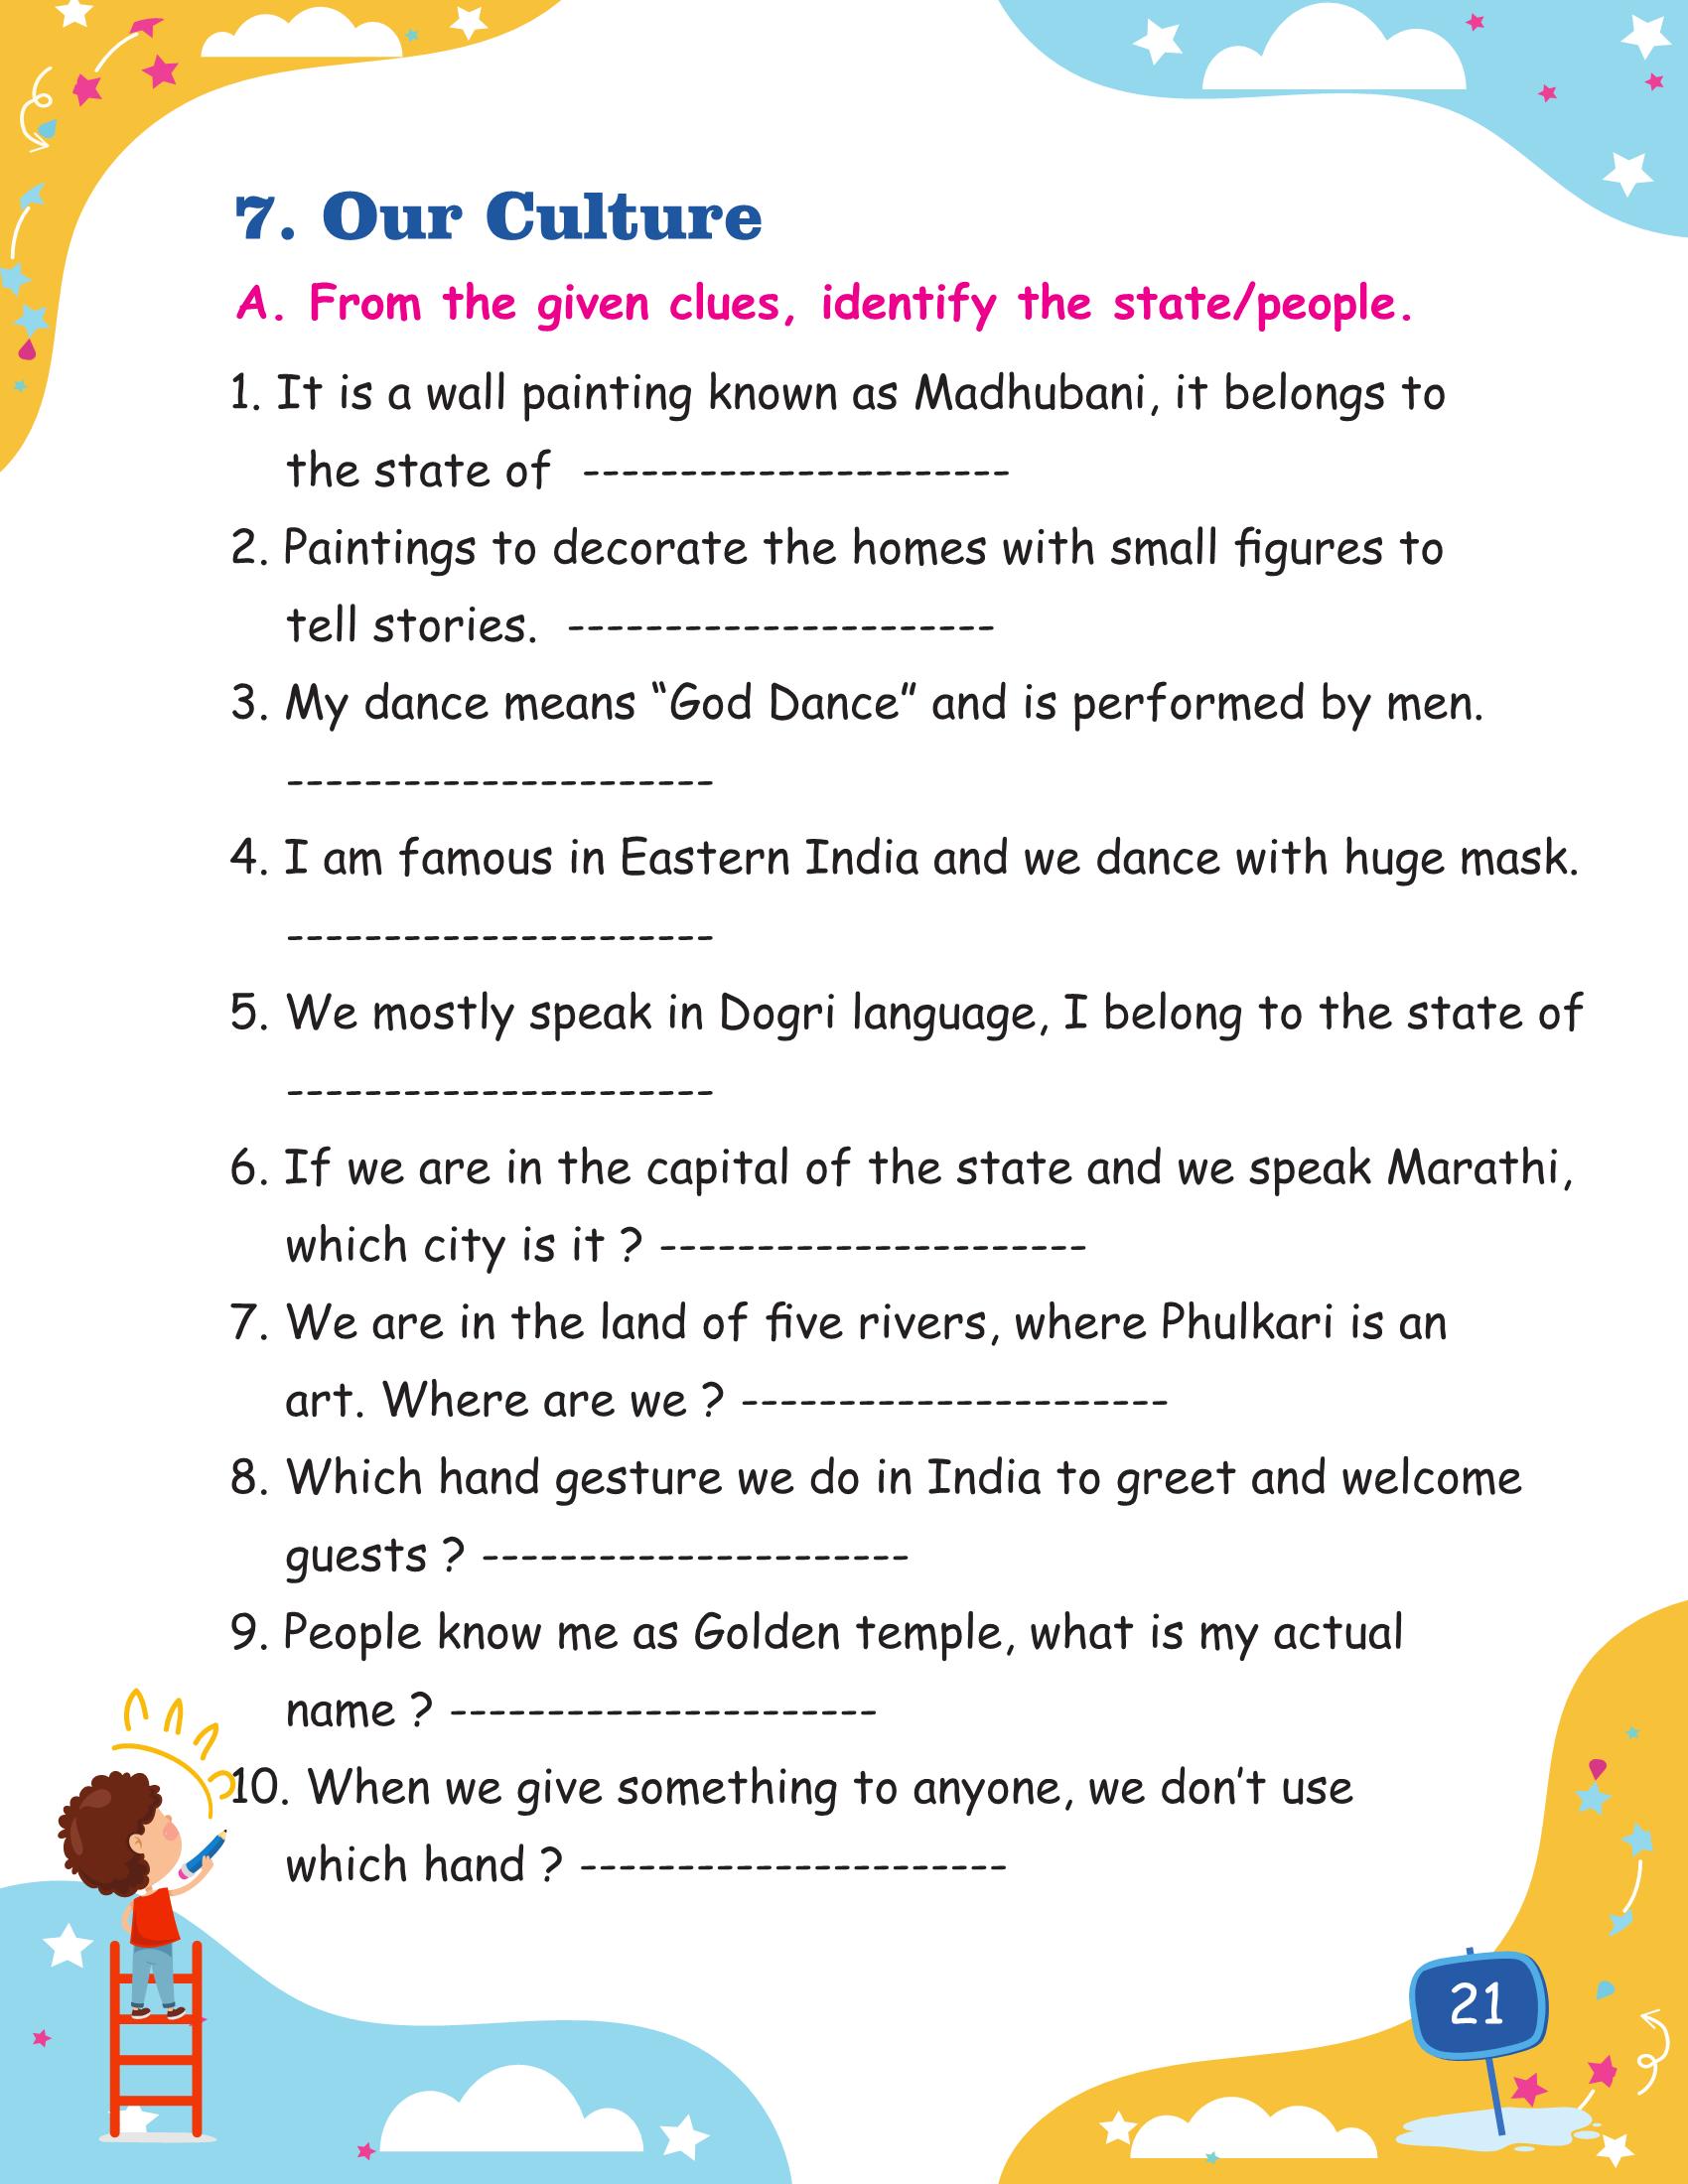 7. Our Culture
A. From the given clues, identify the state/people.
1. It is a wall painting known as Madhubani, it belongs to
the state of ----------------------
2. Paintings to decorate the homes with small figures to
tell stories. ----------------------
3. My dance means “God Dance” and is performed by men.
----------------------
4. I am famous in Eastern India and we dance with huge mask.
----------------------
5. We mostly speak in Dogri language, I belong to the state of
----------------------
6. If we are in the capital of the state and we speak Marathi,
which city is it ? ----------------------
7. We are in the land of five rivers, where Phulkari is an
art. Where are we ? ----------------------
8. Which hand gesture we do in India to greet and welcome
guests ? ----------------------
9. People know me as Golden temple, what is my actual
name ? ----------------------
10. When we give something to anyone, we don’t use
which hand ? ----------------------
21